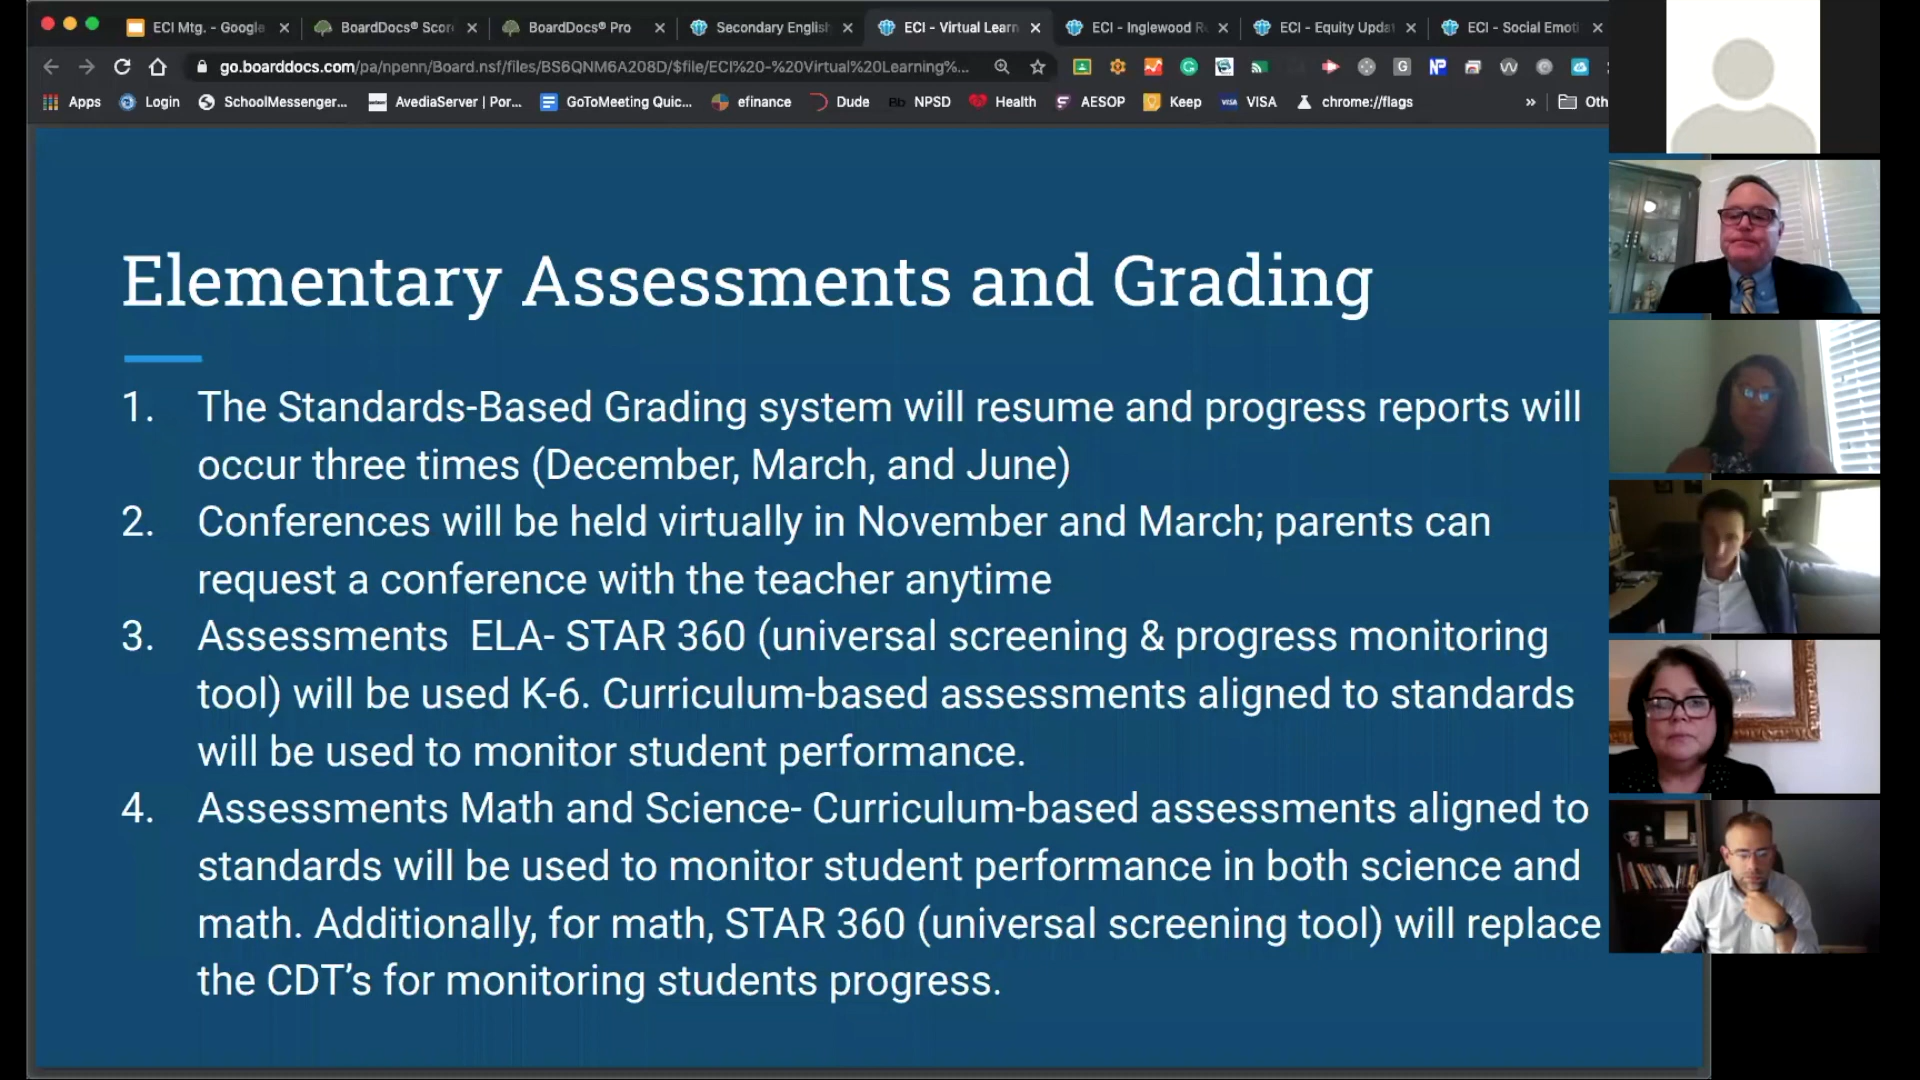 ECI Mtg. - Google
BoardDocs® Scor
BoardDocs® Pro
Secondary English
ECI - Virtual Learn
ECI - Inglewood R
ECI - Equity Updat
ECI - Social Emoti
go.boarddocs.com/pa/npenn/Board.nsf/files/BS6QNM6A208D/$file/ECI%20-%20Virtual%20Learning%...
Apps Login SchoolMessenger... AvediaServer | Por... GoToMeeting Quic... efinance Dude Bb NPSD Health AESOP Keep VISA VISA chrome://flags » Oth
Elementary Assessments and Grading
1. The Standards-Based Grading system will resume and progress reports will
occur three times (December, March, and June)
2. Conferences will be held virtually in November and March; parents can
request a conference with the teacher anytime
3. Assessments ELA- STAR 360 (universal screening & progress monitoring
tool) will be used K-6. Curriculum-based assessments aligned to standards
will be used to monitor student performance.
4. Assessments Math and Science- Curriculum-based assessments aligned to
standards will be used to monitor student performance in both science and
math. Additionally, for math, STAR 360 (universal screening tool) will replace
the CDT’s for monitoring students progress.